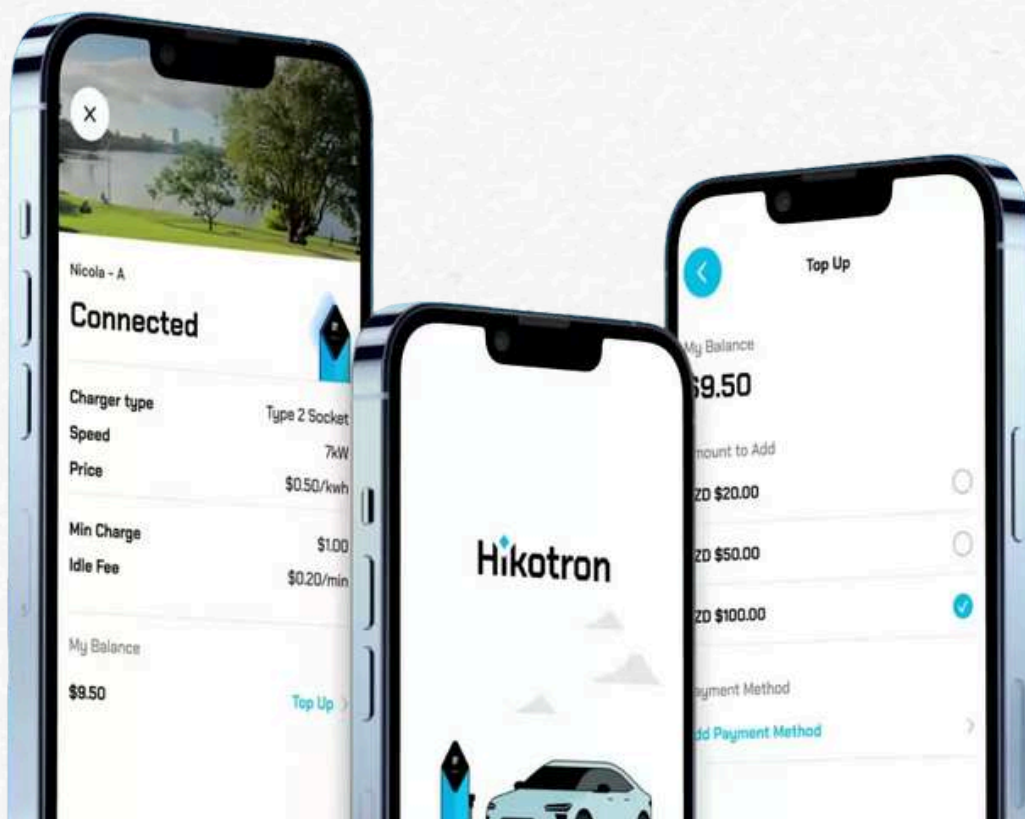 Nicola - A
Connected
Charger type Type 2 Socket
Speed 7kW
Price $0.50/kwh
Min Charge $1.00
Idle Fee $0.20/min
My Balance
$9.50 Top Up
Hikotron
Top Up
My Balance
$9.50
mount to Add
ZD $20.00
ZD $50.00
ZD $100.00
ayment Method
dd Payment Method